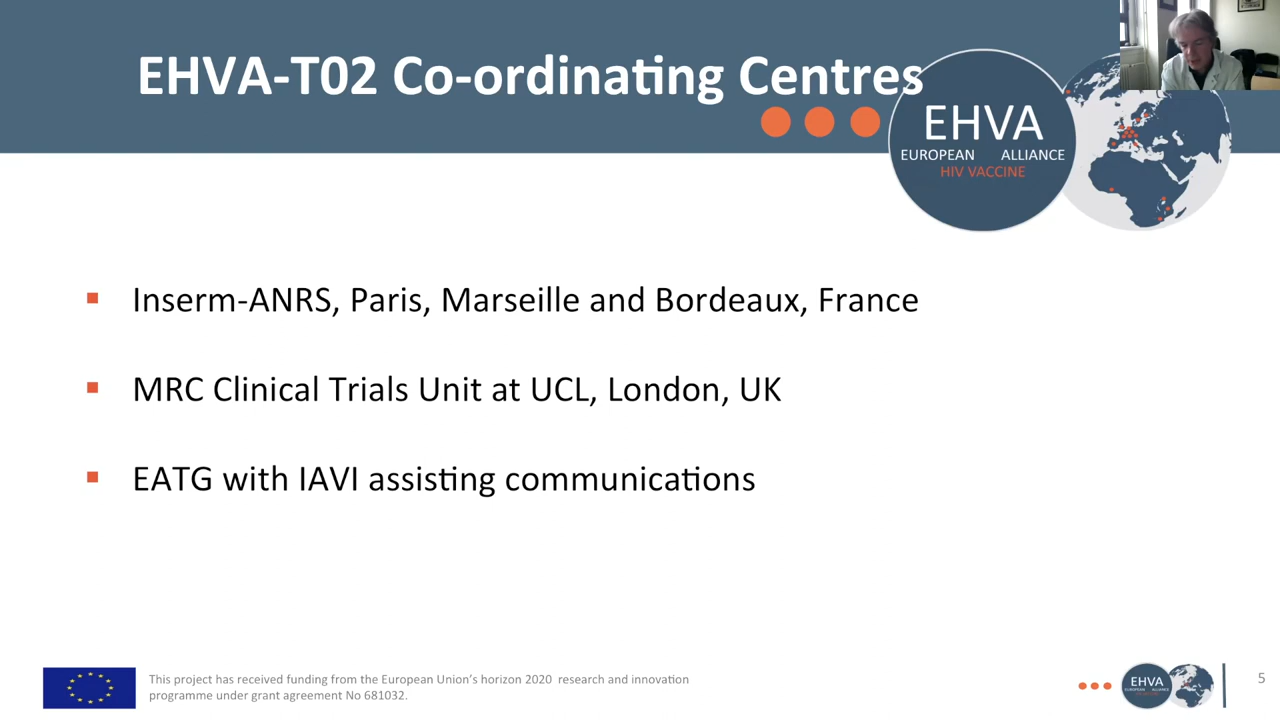 EHVA-T02 Co-ordinating Centres
EHVA
EUROPEAN ALLIANCE
HIV VACCINE
Inserm-ANRS, Paris, Marseille and Bordeaux, France
MRC Clinical Trials Unit at UCL, London, UK
EATG with IAVI assisting communications
This project has received funding from the European Union's horizon 2020 research and innovation
programme under grant agreement No 681032.
EHVA
EUROPEAN ALLIANCE
5